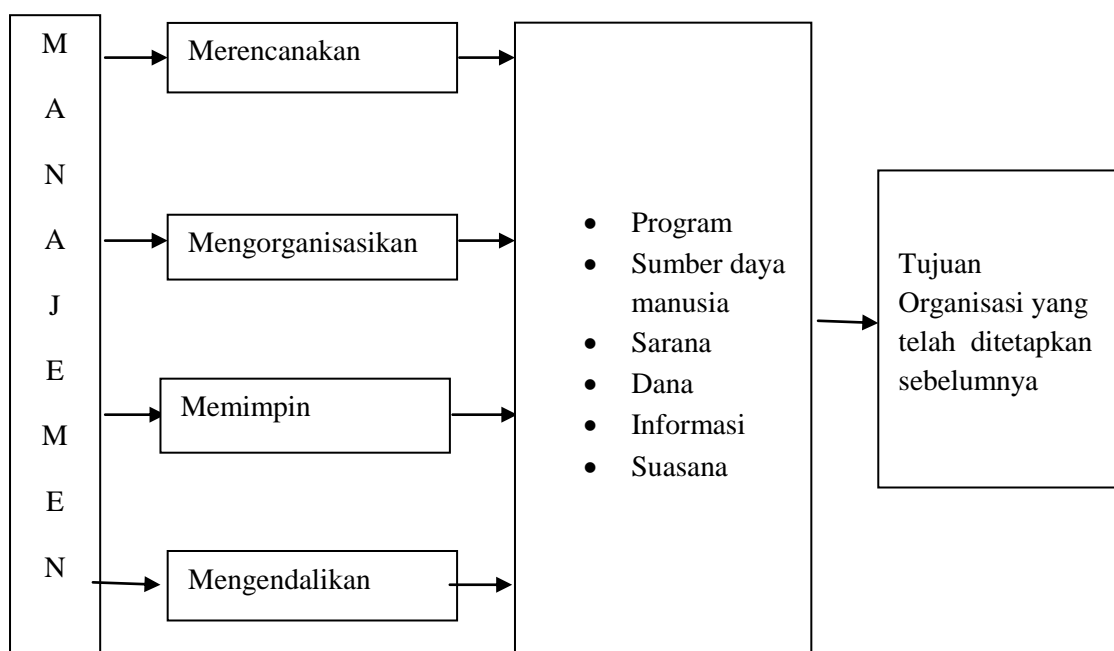 M
A
N
A
J
E
M
E
N
Merencanakan
Mengorganisasikan
Memimpin
Mengendalikan
• Program
• Sumber daya
manusia
• Sarana
• Dana
• Informasi
• Suasana
Tujuan
Organisasi yang
telah ditetapkan
sebelumnya